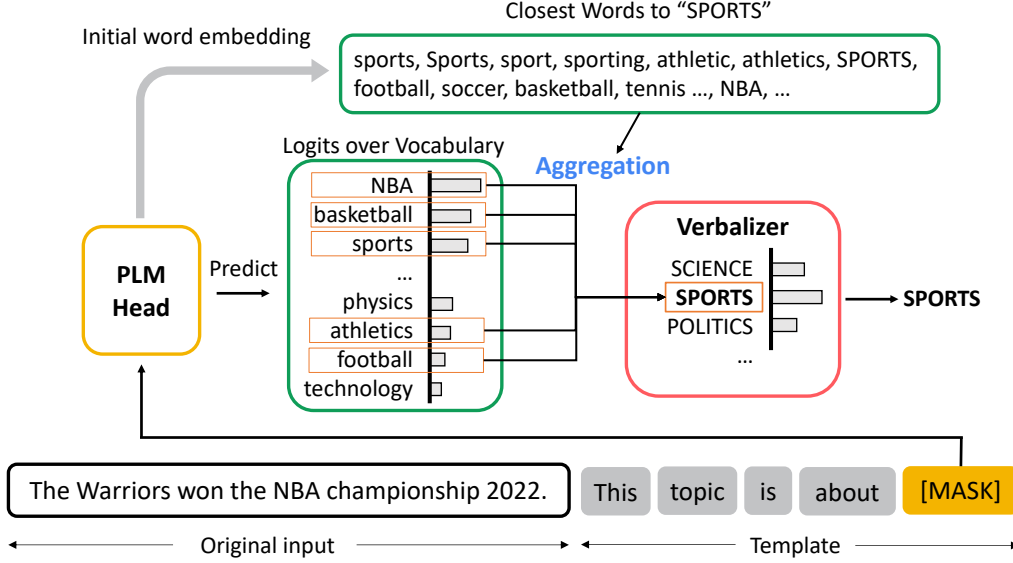 Closest Words to “SPORTS”
Initial word embedding
sports, Sports, sport, sporting, athletic, athletics, SPORTS,
football, soccer, basketball, tennis ..., NBA, ...
Logits over Vocabulary
Aggregation
NBA
basketball
sports
...
physics
athletics
football
technology
PLM
Head
Predict
Verbalizer
SCIENCE
SPORTS
POLITICS
...
SPORTS
The Warriors won the NBA championship 2022.
This topic is about [MASK]
Original input
Template